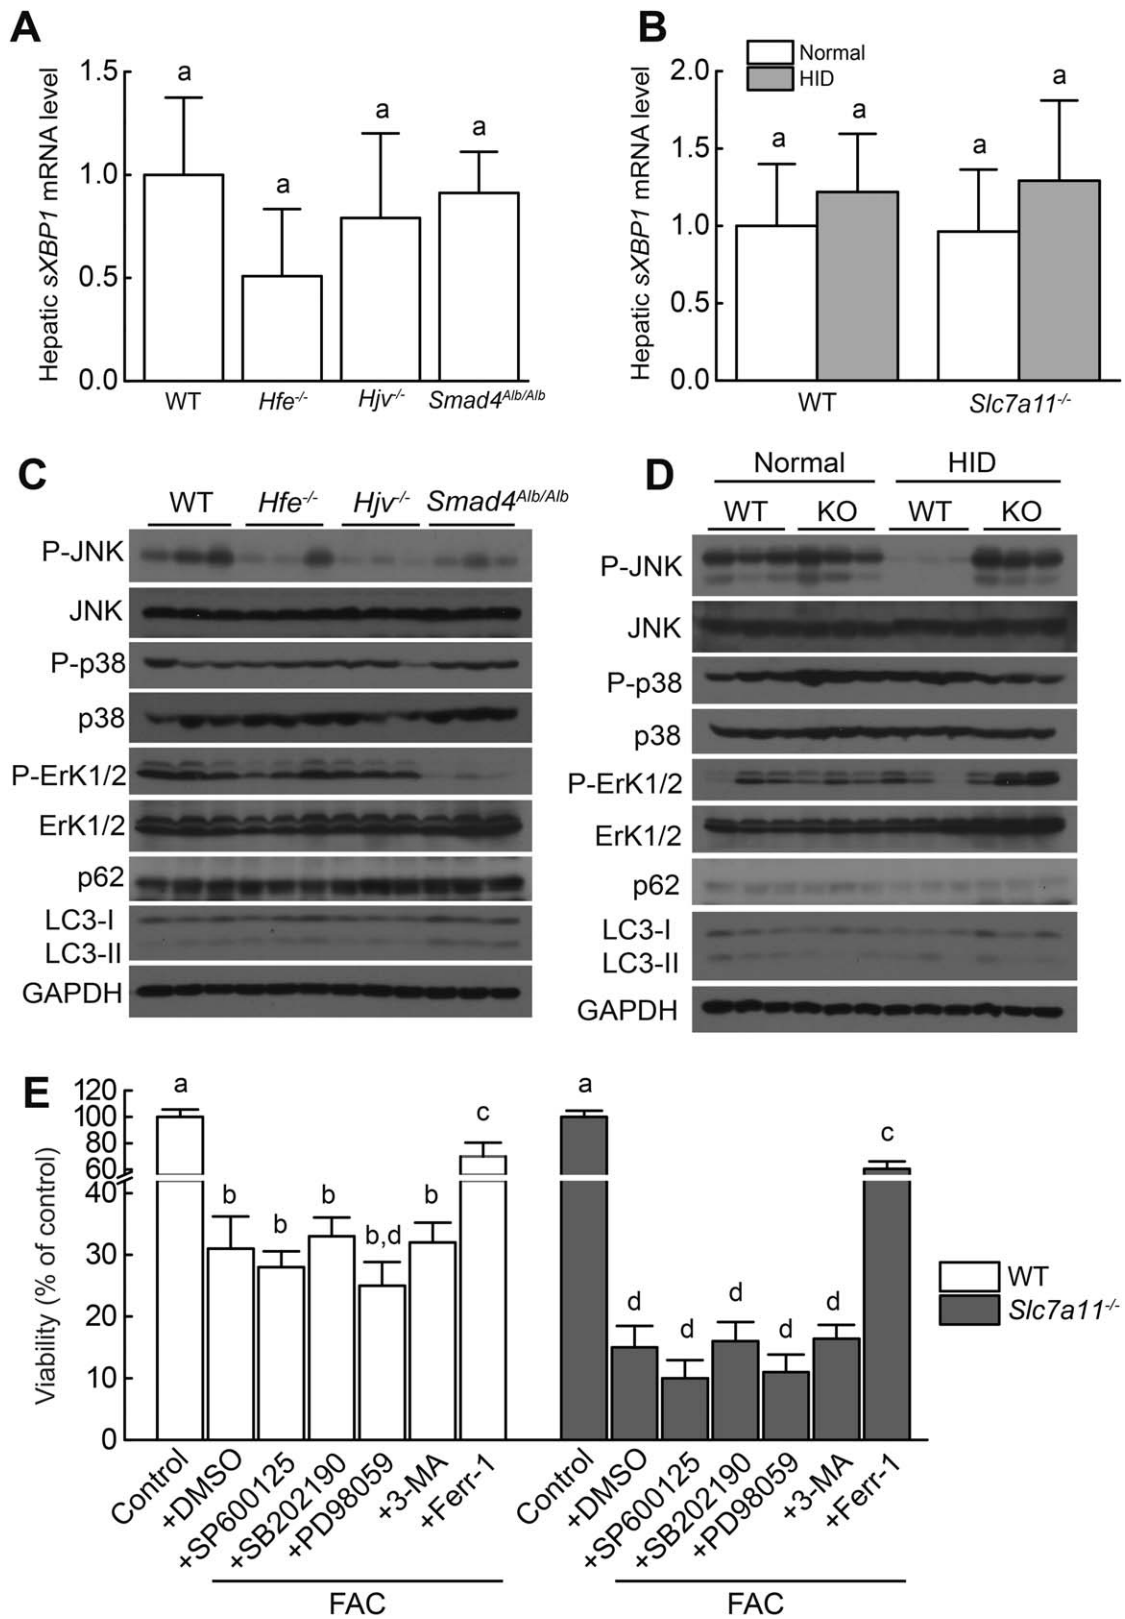 A
Hepatic sXBP1 mRNA level
1.5
1.0
0.5
0.0
a
a
a
a
WT
Hfe-/-
Hjv-/-
Smad4Alb/Alb
B
Normal
HID
Hepatic sXBP1 mRNA level
2.0
1.5
1.0
0.5
0.0
a
a
a
a
WT
Slc7a11-/-
C
WT
Hfe-/-
Hjv-/-
Smad4Alb/Alb
P-JNK
JNK
P-p38
p38
P-ErK1/2
ErK1/2
p62
LC3-I
LC3-II
GAPDH
D
Normal
HID
WT
KO
WT
KO
P-JNK
JNK
P-p38
p38
P-ErK1/2
ErK1/2
p62
LC3-I
LC3-II
GAPDH
E
Viability (% of control)
120
100
80
60
40
30
20
10
0
a
b
b
b
b,d
b
c
a
d
d
d
d
d
c
WT
Slc7a11-/-
Control
+DMSO
+SP600125
+SB202190
+PD98059
+3-MA
+Ferr-1
FAC
Control
+DMSO
+SP600125
+SB202190
+PD98059
+3-MA
+Ferr-1
FAC